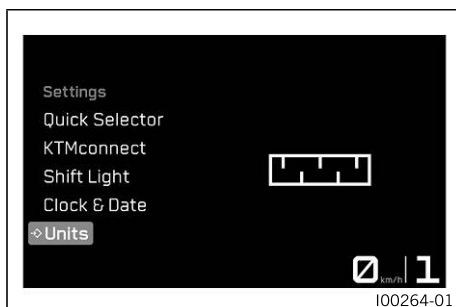 Settings
Quick Selector
KTMconnect
Shift Light
Clock & Date
Units
0 km/h 1
I00264-01